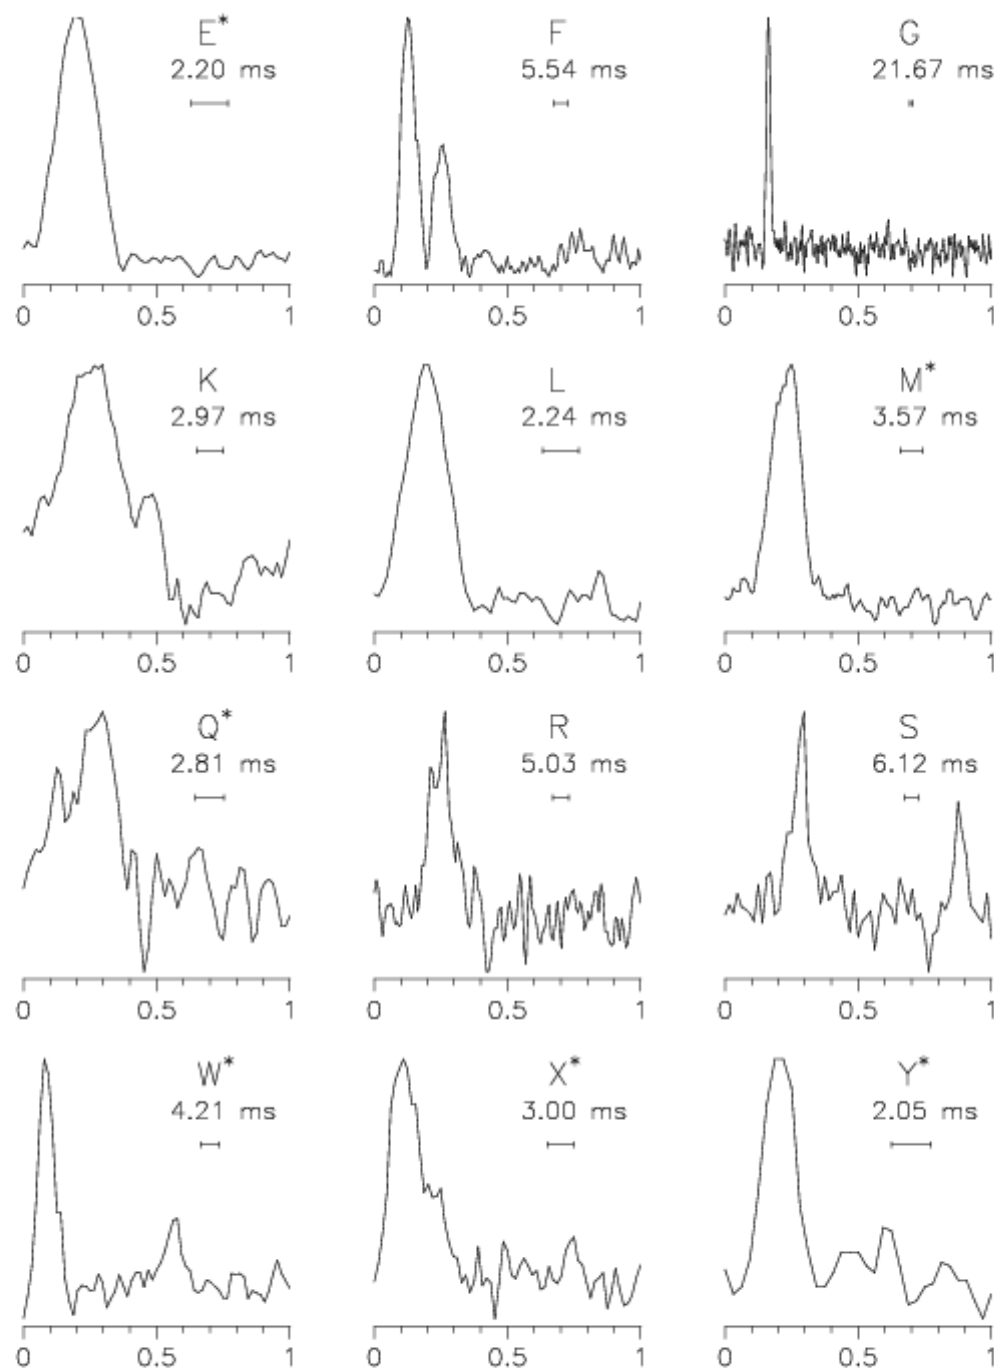 E* F G
2.20 ms 5.54 ms 21.67 ms
0 0.5 1 0 0.5 1 0 0.5 1
K L M*
2.97 ms 2.24 ms 3.57 ms
0 0.5 1 0 0.5 1 0 0.5 1
Q* R S
2.81 ms 5.03 ms 6.12 ms
0 0.5 1 0 0.5 1 0 0.5 1
W* X* Y*
4.21 ms 3.00 ms 2.05 ms
0 0.5 1 0 0.5 1 0 0.5 1